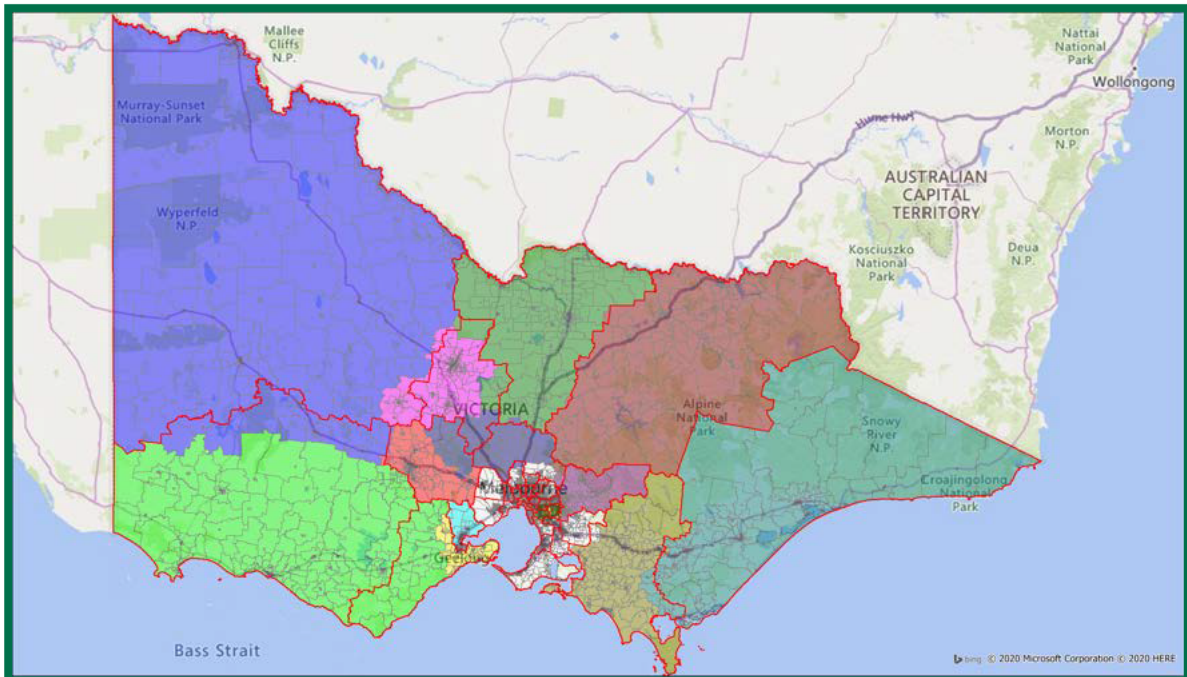 Mallee
Cliffs
N.P.
Nattai
National
Park
Wollongong
Murray-Sunset
National Park
Hume Hwy
Morton
N.P.
AUSTRALIAN
CAPITAL
TERRITORY
Wyperfeld
N.P.
Kosciuszko
National
Park
Deua
N.P.
VICTORIA
Alpine
National
Park
Snowy
River
N.P.
Melbourne
Croajingolong
National
Park
Geelong
Bass Strait
bing © 2020 Microsoft Corporation © 2020 HERE